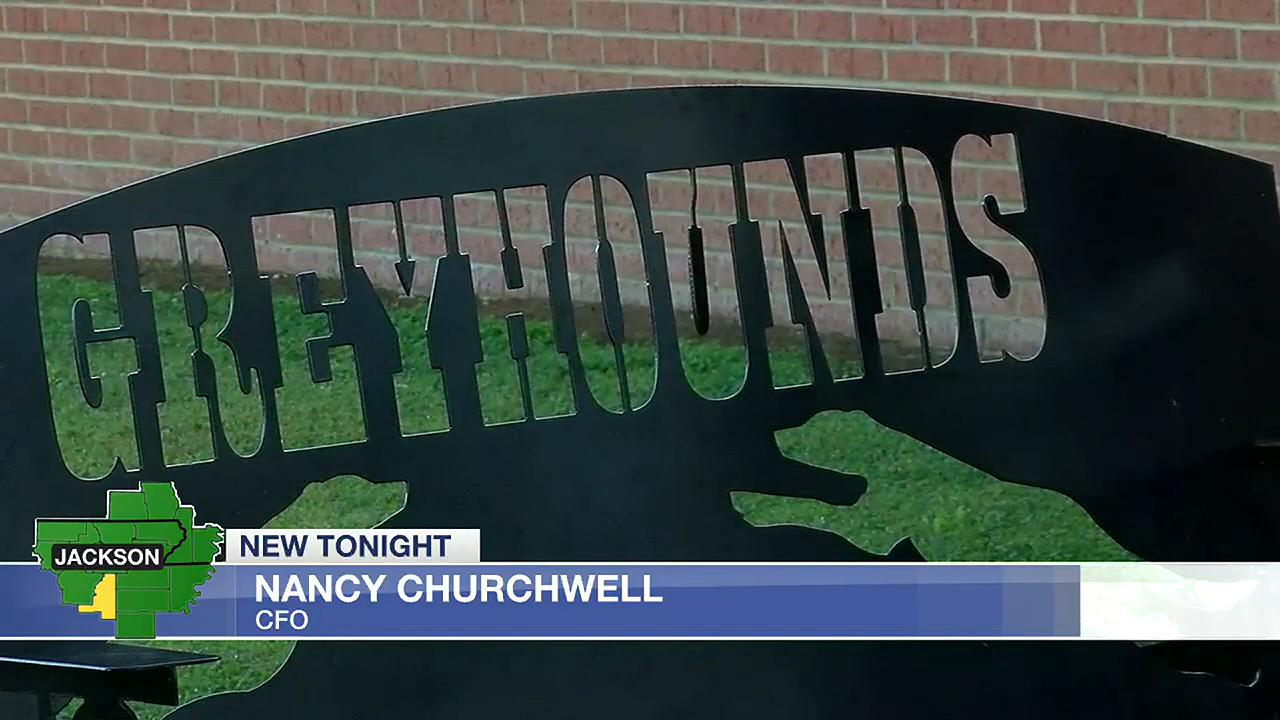 GREYHOUNDS
JACKSON
NEW TONIGHT
NANCY CHURCHWELL
CFO